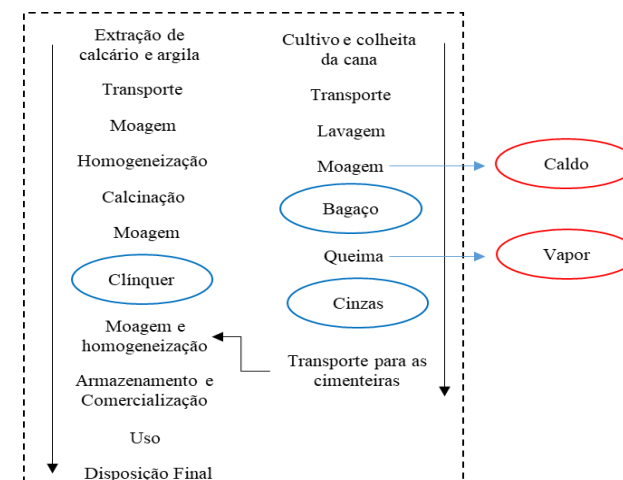 Extração de
calcário e argila
Transporte
Moagem
Homogeneização
Calcinação
Moagem
Clínquer
Moagem e
homogeneização
Armazenamento e
Comercialização
Uso
Disposição Final
Cultivo e colheita
da cana
Transporte
Lavagem
Moagem
Bagaço
Queima
Cinzas
Transporte para as
cimenteiras
Caldo
Vapor